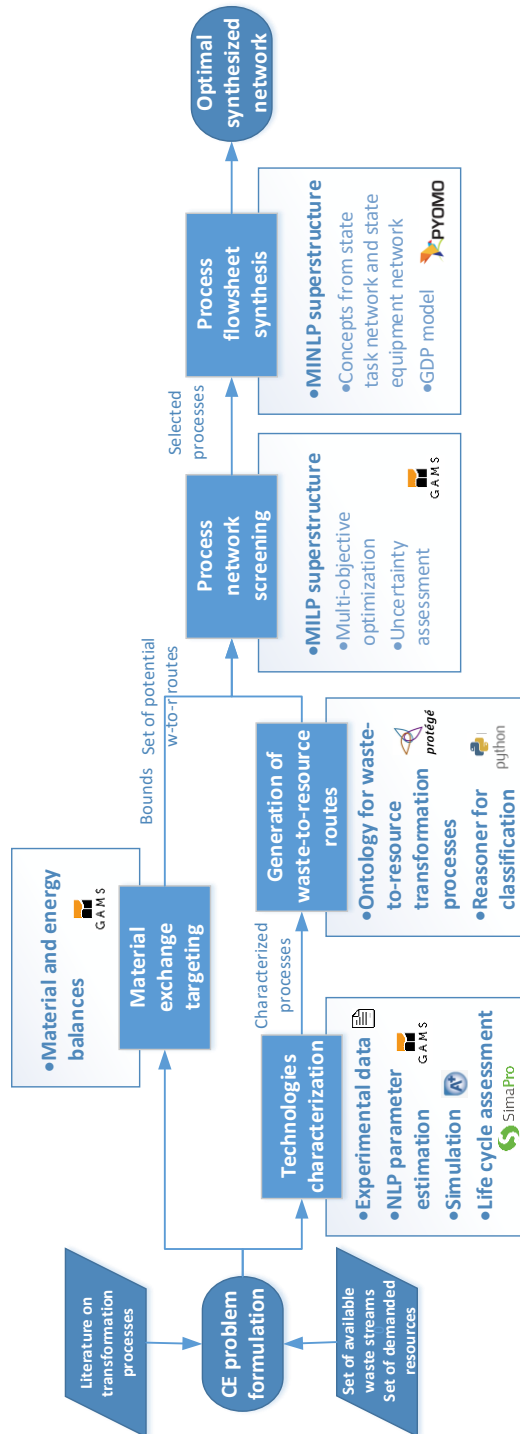 Literature on
transformation
processes
CE problem
formulation
Set of available
waste streams
Set of demanded
resources
•Material and energy
balances
GAMS
Material
exchange
targeting
Technologies
characterization
•Experimental data
•NLP parameter
estimation
GAMS
•Simulation
A+
•Life cycle assessment
SimaPro
Characterized
processes
Generation of
waste-to-resource
routes
•Ontology for waste-
to-resource
transformation
processes
protégé
•Reasoner for
classification
python
Bounds
Set of potential
w-to-r routes
Process
network
screening
•MILP superstructure
•Multi-objective
optimization
•Uncertainty
assessment
GAMS
Selected
processes
Process
flowsheet
synthesis
•MINLP superstructure
•Concepts from state
task network and state
equipment network
•GDP model
PYOMO
Optimal
synthesized
network